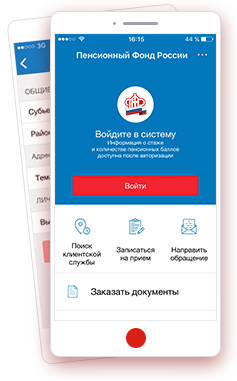 16:15
44 %
Пенсионный Фонд России
Войдите в систему
Информация о стаже
и количестве пенсионных баллов
доступна после авторизации
Войти
Поиск
клиентской
службы
Записаться
на прием
Направить
обращение
Заказать документы
3G
ОБЩИЕ
Субъе
Район
Адре
Тема
ЛИЧ
Вы